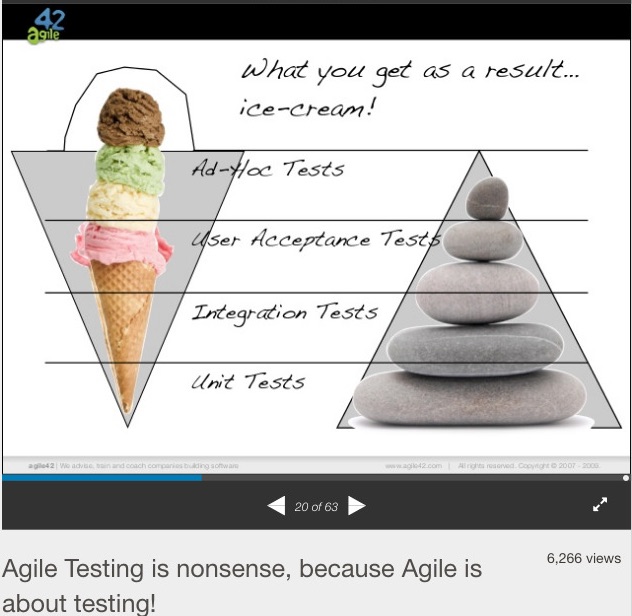 42
agile
What you get as a result...
ice-cream!
Ad-Hoc Tests
User Acceptance Tests
Integration Tests
Unit Tests
agile42 | We advise, train and coach companies building software
www.agile42.com | All rights reserved. Copyright © 2007 - 2009.
20 of 63
6,266 views
Agile Testing is nonsense, because Agile is
about testing!